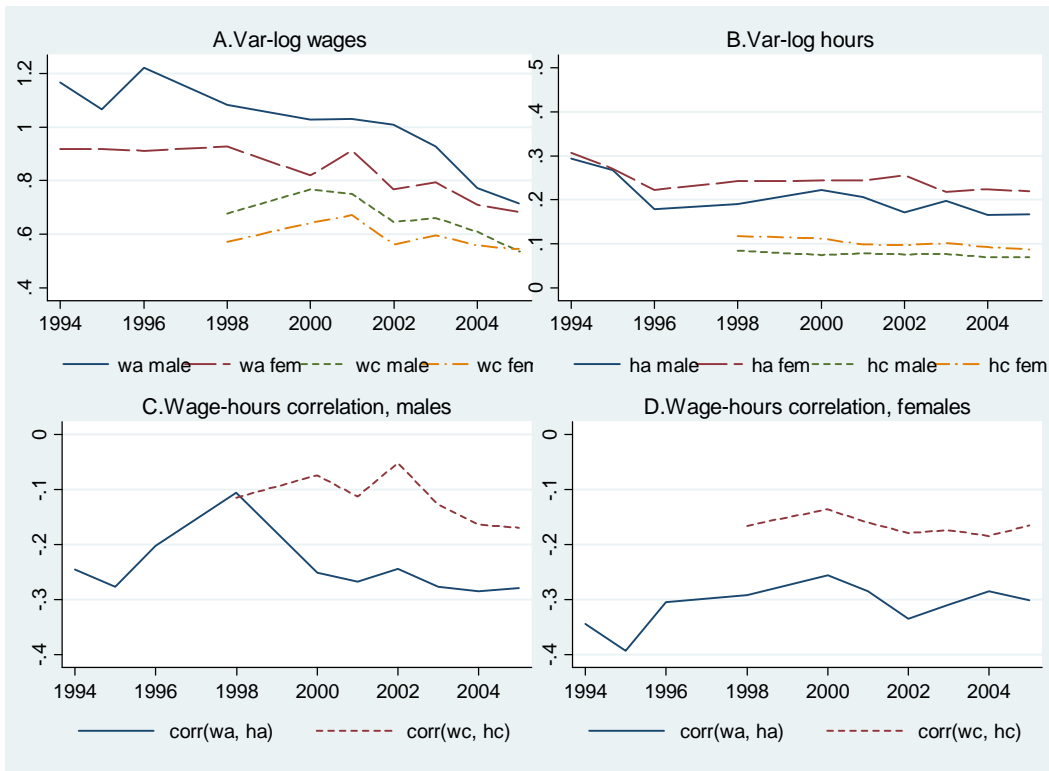 A.Var-log wages
1.2
1
.8
.6
.4
1994 1996 1998 2000 2002 2004
wa male wa fem wc male wc fem
B.Var-log hours
.5
.4
.3
.2
.1
0
1994 1996 1998 2000 2002 2004
ha male ha fem hc male hc fem
C.Wage-hours correlation, males
0
-.1
-.2
-.3
-.4
1994 1996 1998 2000 2002 2004
corr(wa, ha) corr(wc, hc)
D.Wage-hours correlation, females
0
-.1
-.2
-.3
-.4
1994 1996 1998 2000 2002 2004
corr(wa, ha) corr(wc, hc)